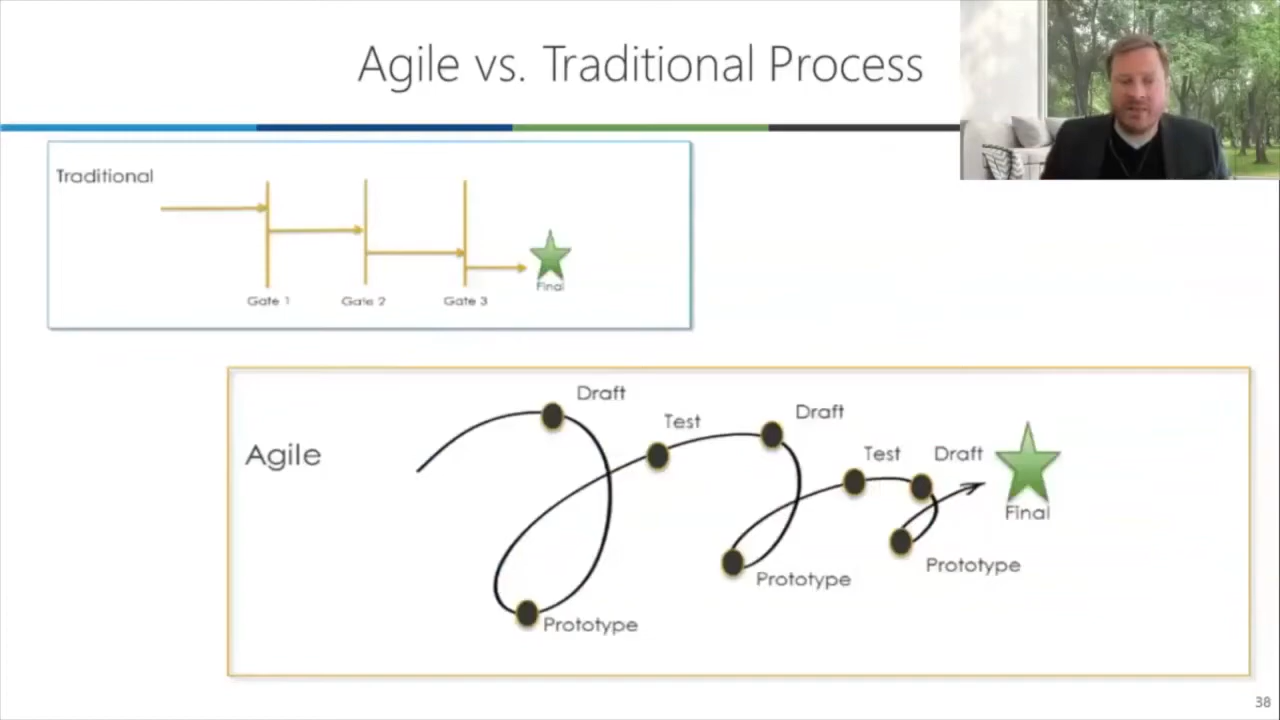 Agile vs. Traditional Process
Traditional
Gate 1
Gate 2
Gate 3
Final
Agile
Draft
Test
Draft
Test
Draft
Final
Prototype
Prototype
Prototype
38